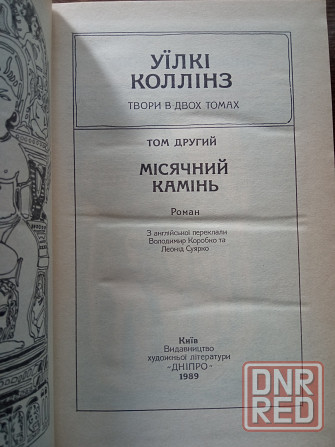 УЇЛКІ
КОЛЛІНЗ
ТВОРИ В ДВОХ ТОМАХ
ТОМ ДРУГИЙ
МІСЯЧНИЙ
КАМІНЬ
Роман
З англійської переклали
Володимир Коробко та
Леонід Суярко
Київ
Видавництво
художньої літератури
«ДНІПРО»
1989
DNR
RED